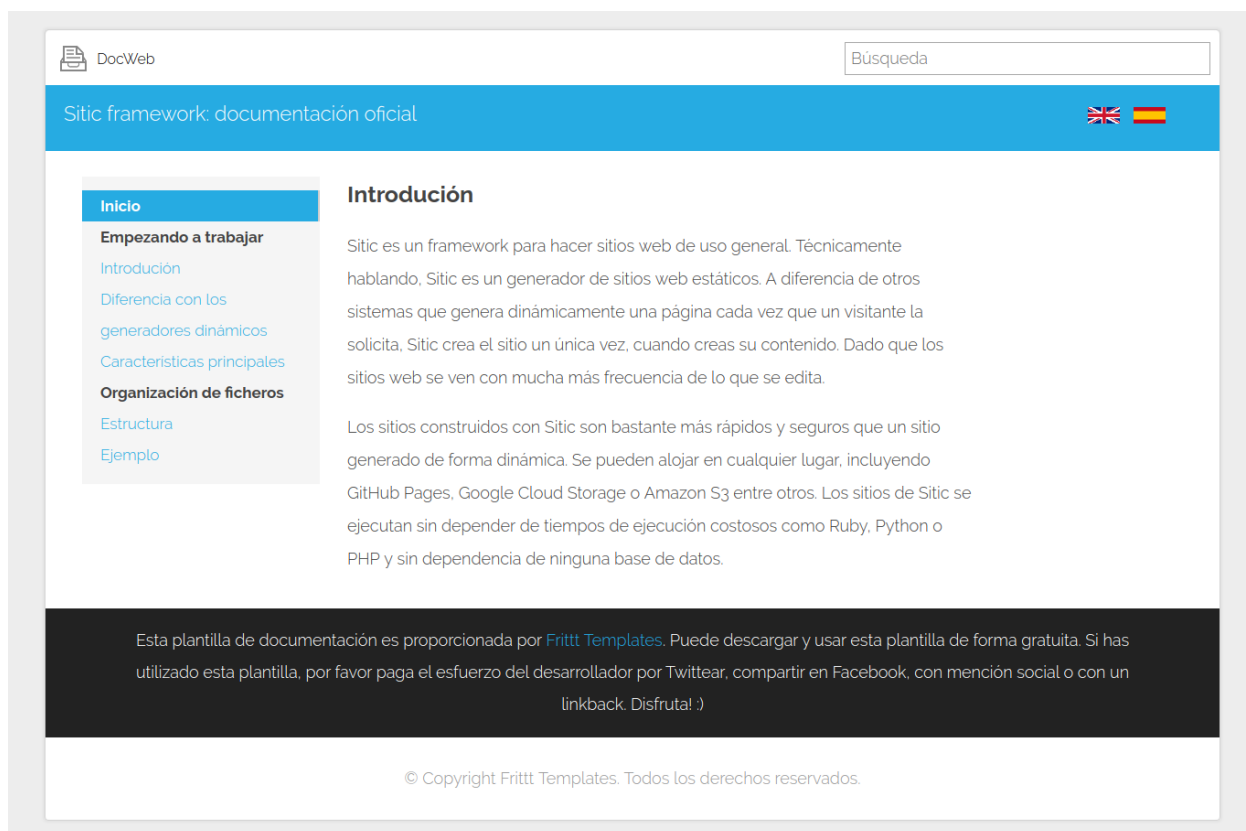 DocWeb
Búsqueda
Sitic framework: documentación oficial
Inicio
Empezando a trabajar
Introdución
Diferencia con los
generadores dinámicos
Caracteristicas principales
Organización de ficheros
Estructura
Ejemplo
Introdución
Sitic es un framework para hacer sitios web de uso general. Técnicamente
hablando, Sitic es un generador de sitios web estáticos. A diferencia de otros
sistemas que genera dinámicamente una página cada vez que un visitante la
solicita, Sitic crea el sitio un única vez, cuando creas su contenido. Dado que los
sitios web se ven con mucha más frecuencia de lo que se edita.
Los sitios construidos con Sitic son bastante más rápidos y seguros que un sitio
generado de forma dinámica. Se pueden alojar en cualquier lugar, incluyendo
GitHub Pages, Google Cloud Storage o Amazon S3 entre otros. Los sitios de Sitic se
ejecutan sin depender de tiempos de ejecución costosos como Ruby, Python o
PHP y sin dependencia de ninguna base de datos.
Esta plantilla de documentación es proporcionada por Frittt Templates. Puede descargar y usar esta plantilla de forma gratuita. Si has
utilizado esta plantilla, por favor paga el esfuerzo del desarrollador por Twittear, compartir en Facebook, con mención social o con un
linkback. Disfruta! :)
© Copyright Frittt Templates. Todos los derechos reservados.